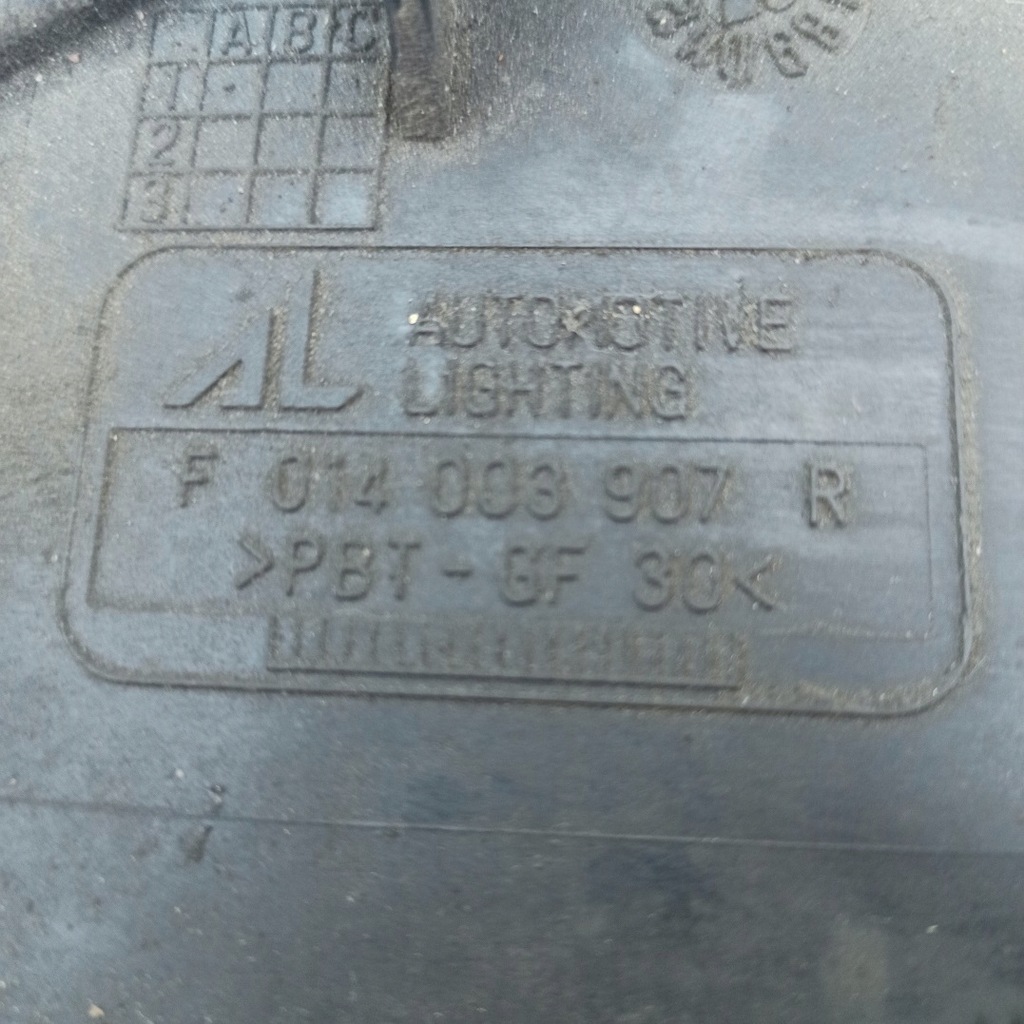 A B C
1
2
3
AL AUTOMOTIVE
LIGHTING
F 014 003 907 R
>PBT - GF 30<